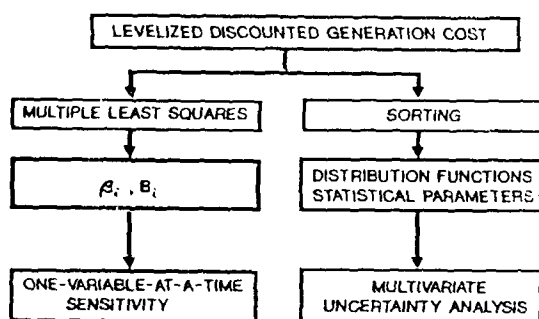 LEVELIZED DISCOUNTED GENERATION COST
MULTIPLE LEAST SQUARES
SORTING
βi , Bi
DISTRIBUTION FUNCTIONS
STATISTICAL PARAMETERS
ONE-VARIABLE-AT-A-TIME
SENSITIVITY
MULTIVARIATE
UNCERTAINTY ANALYSIS